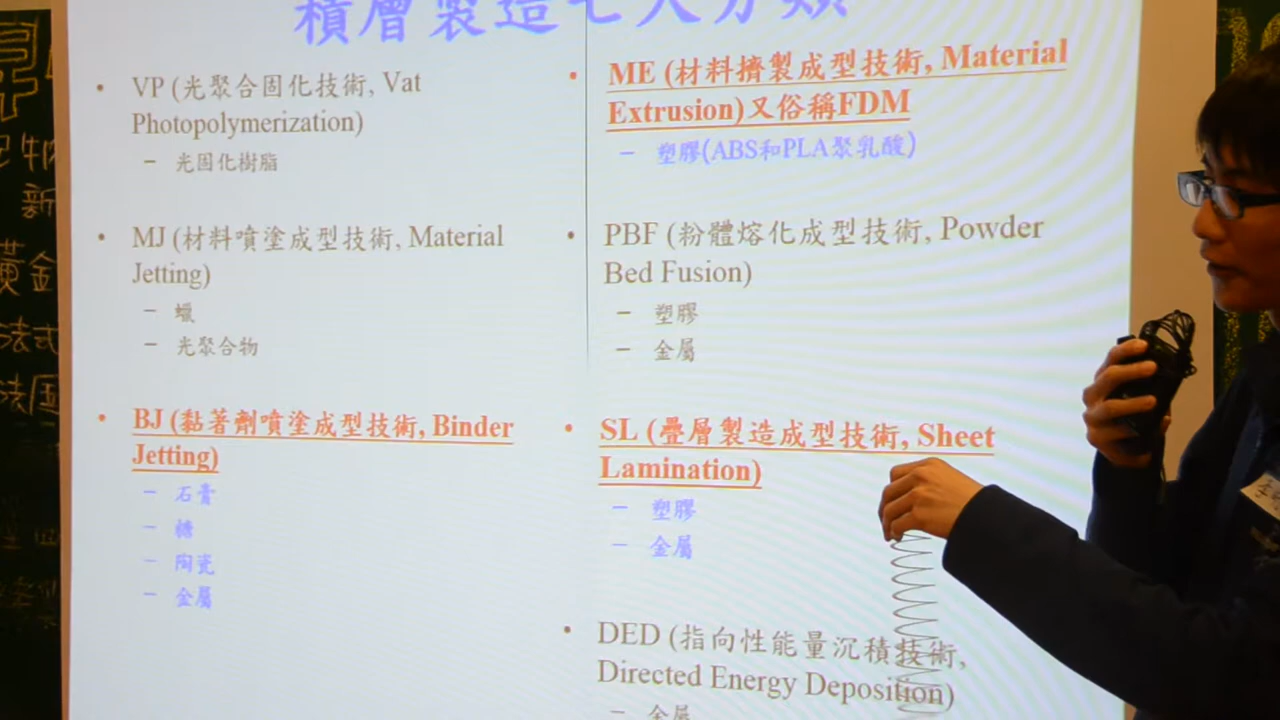 積層製造七大分類
• VP (光聚合固化技術, Vat
Photopolymerization)
– 光固化樹脂
• MJ (材料噴塗成型技術, Material
Jetting)
– 蠟
– 光聚合物
• BJ (黏著劑噴塗成型技術, Binder
Jetting)
– 石膏
– 糖
– 陶瓷
– 金屬
• ME (材料擠製成型技術, Material
Extrusion)又俗稱FDM
– 塑膠(ABS和PLA聚乳酸)
• PBF (粉體熔化成型技術, Powder
Bed Fusion)
– 塑膠
– 金屬
• SL (疊層製造成型技術, Sheet
Lamination)
– 塑膠
– 金屬
• DED (指向性能量沉積技術,
Directed Energy Deposition)
– 金屬
新
黃金
法式
法國